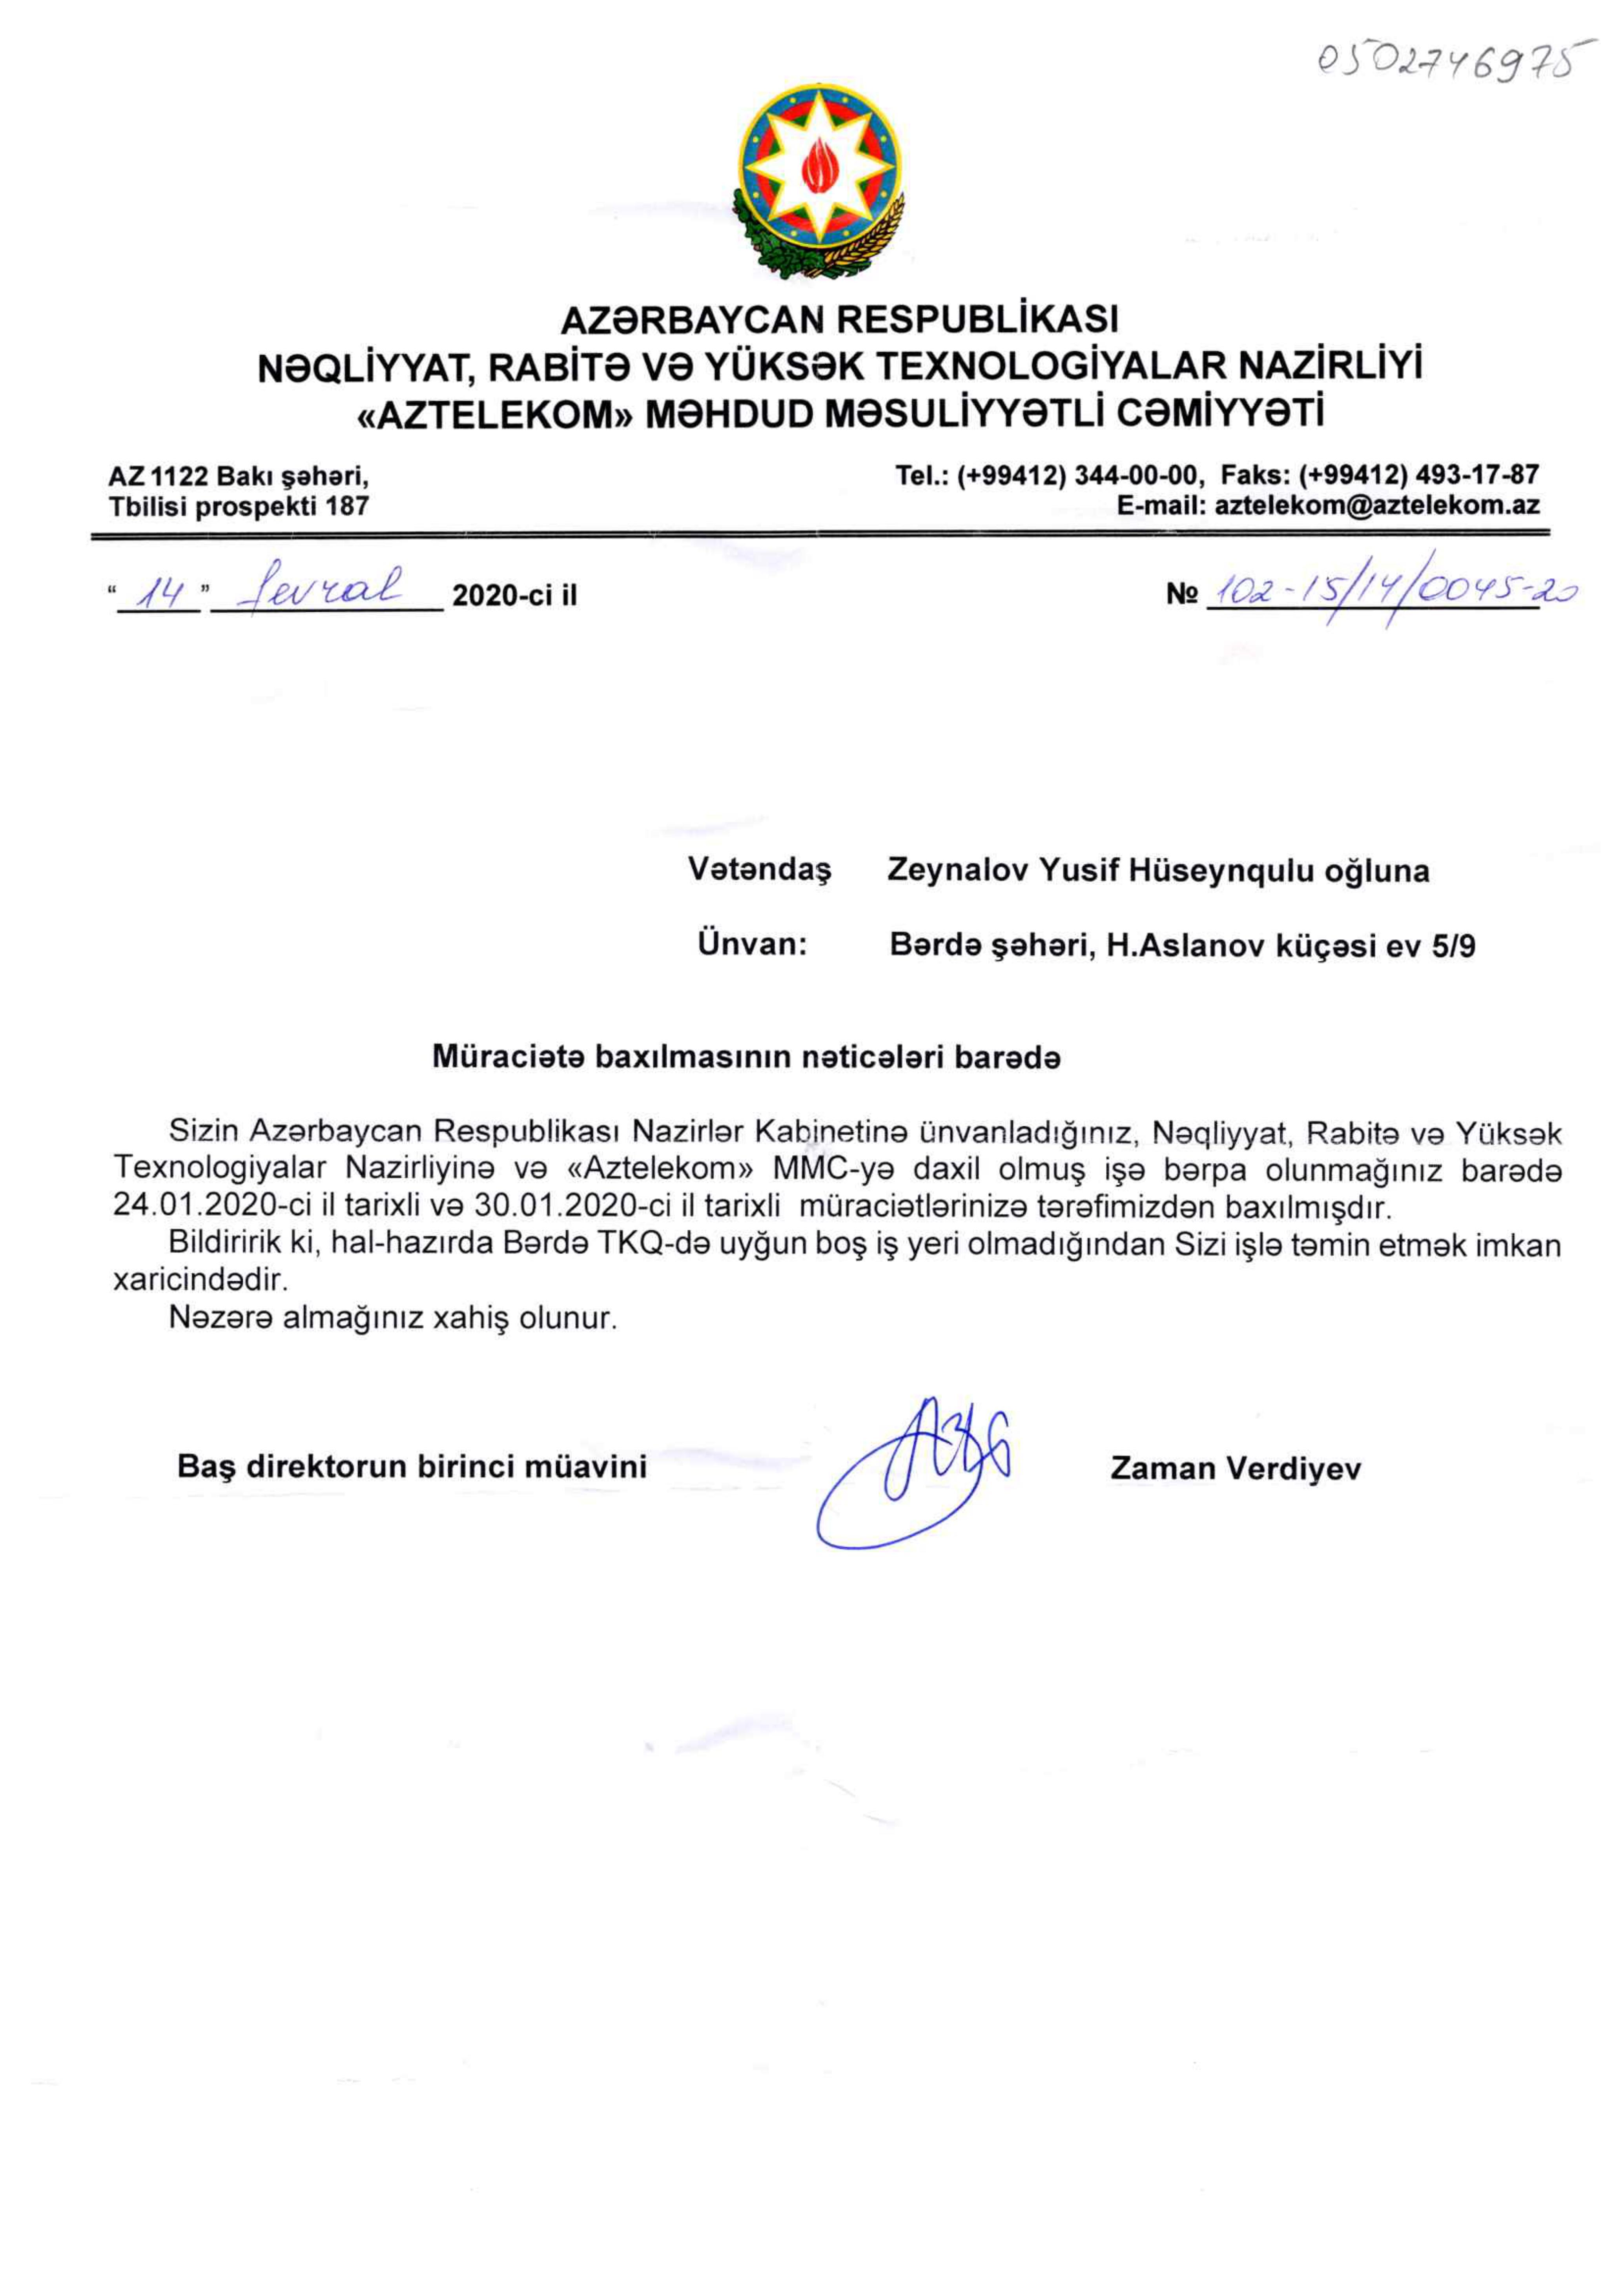 0502746975
AZƏRBAYCAN RESPUBLİKASI
NƏQLİYYAT, RABİTƏ VƏ YÜKSƏK TEXNOLOGİYALAR NAZİRLİYİ
«AZTELEKOM» MƏHDUD MƏSULİYYƏTLİ CƏMİYYƏTİ
AZ 1122 Bakı şəhəri,
Tbilisi prospekti 187
Tel.: (+99412) 344-00-00, Faks: (+99412) 493-17-87
E-mail: aztelekom@aztelekom.az
“ 14 ” fevral 2020-ci il
№ 102-15/14/0045-20
Vətəndaş Zeynalov Yusif Hüseynqulu oğluna
Ünvan: Bərdə şəhəri, H.Aslanov küçəsi ev 5/9
Müraciətə baxılmasının nəticələri barədə
Sizin Azərbaycan Respublikası Nazirlər Kabinetinə ünvanladığınız, Nəqliyyat, Rabitə və Yüksək
Texnologiyalar Nazirliyinə və «Aztelekom» MMC-yə daxil olmuş işə bərpa olunmağınız barədə
24.01.2020-ci il tarixli və 30.01.2020-ci il tarixli müraciətlərinizə tərəfimizdən baxılmışdır.
Bildiririk ki, hal-hazırda Bərdə TKQ-də uyğun boş iş yeri olmadığından Sizi işlə təmin etmək imkan
xaricindədir.
Nəzərə almağınız xahiş olunur.
Baş direktorun birinci müavini Zaman Verdiyev